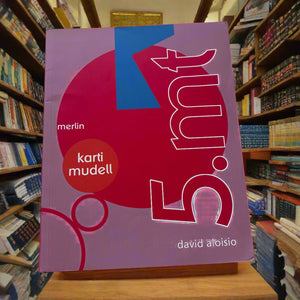 merlin
karti
mudell
5.mt
david aloisio